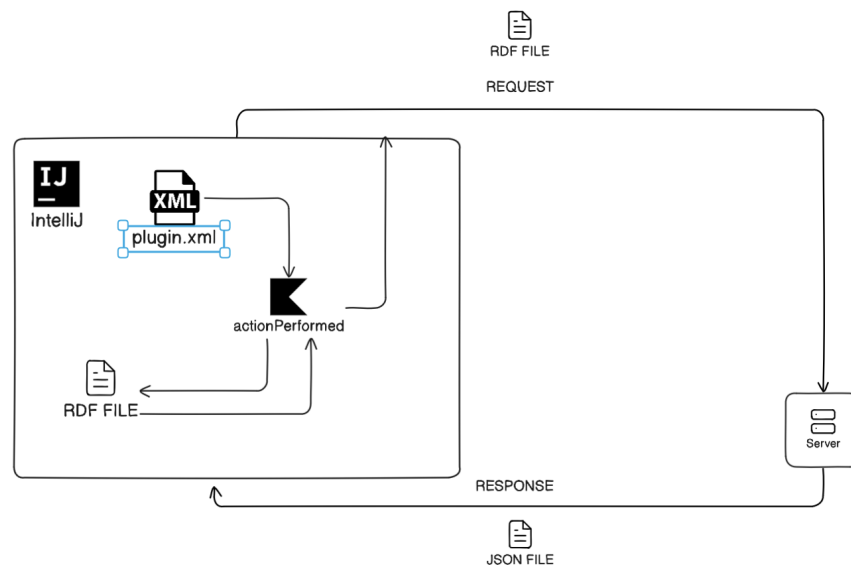 RDF FILE
REQUEST
IJ
IntelliJ
XML
plugin.xml
actionPerformed
RDF FILE
Server
RESPONSE
JSON FILE